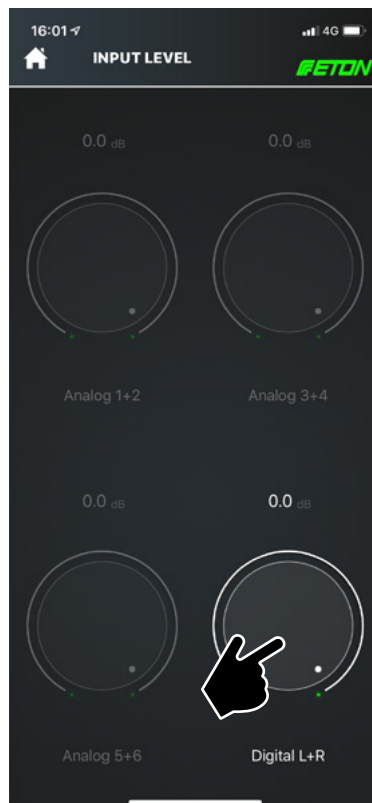 16:01 4G
INPUT LEVEL ETON
0.0 dB 0.0 dB
Analog 1+2 Analog 3+4
0.0 dB 0.0 dB
Analog 5+6 Digital L+R